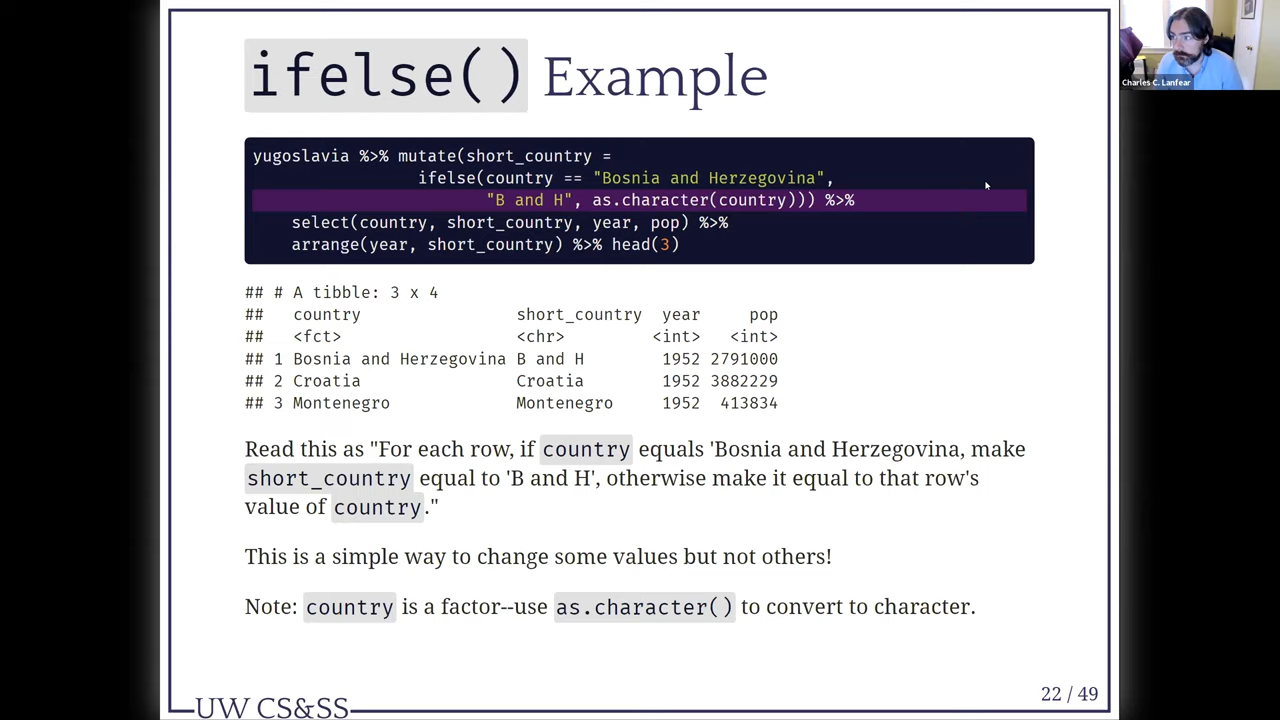 ifelse() Example
Charles C. Lanfear
yugoslavia %>% mutate(short_country =
ifelse(country == "Bosnia and Herzegovina",
"B and H", as.character(country))) %>%
select(country, short_country, year, pop) %>%
arrange(year, short_country) %>% head(3)
## # A tibble: 3 x 4
## country short_country year pop
## <fct> <chr> <int> <int>
## 1 Bosnia and Herzegovina B and H 1952 2791000
## 2 Croatia Croatia 1952 3882229
## 3 Montenegro Montenegro 1952 413834
Read this as "For each row, if country equals 'Bosnia and Herzegovina, make
short_country equal to 'B and H', otherwise make it equal to that row's
value of country."
This is a simple way to change some values but not others!
Note: country is a factor--use as.character() to convert to character.
22 / 49
UW CS&SS